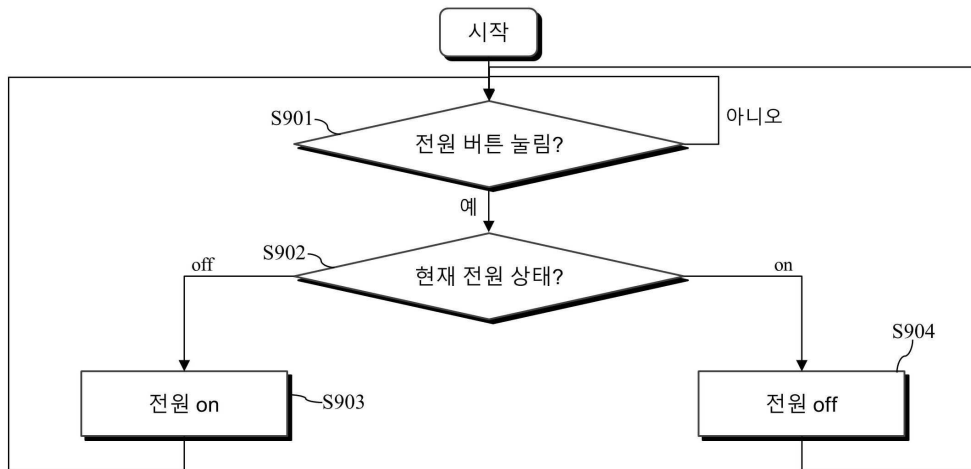 시작
S901
전원 버튼 눌림?
아니오
예
S902
off
현재 전원 상태?
on
S904
전원 on
S903
전원 off